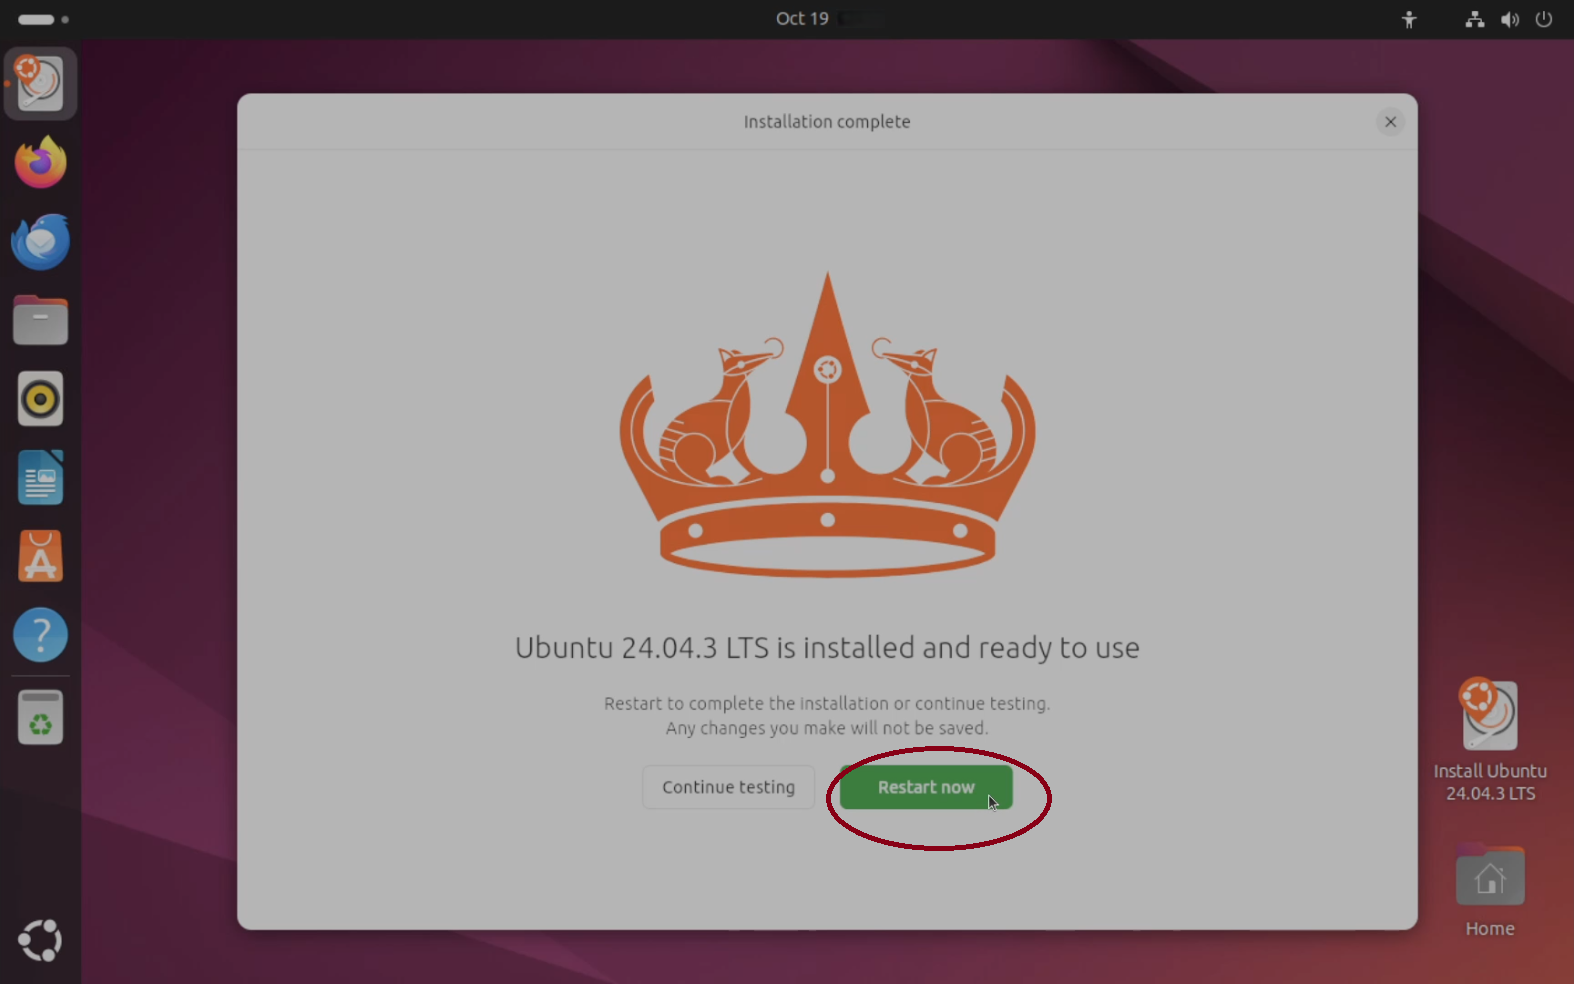 Oct 19
Installation complete
Ubuntu 24.04.3 LTS is installed and ready to use
Restart to complete the installation or continue testing.
Any changes you make will not be saved.
Continue testing
Restart now
Install Ubuntu
24.04.3 LTS
Home